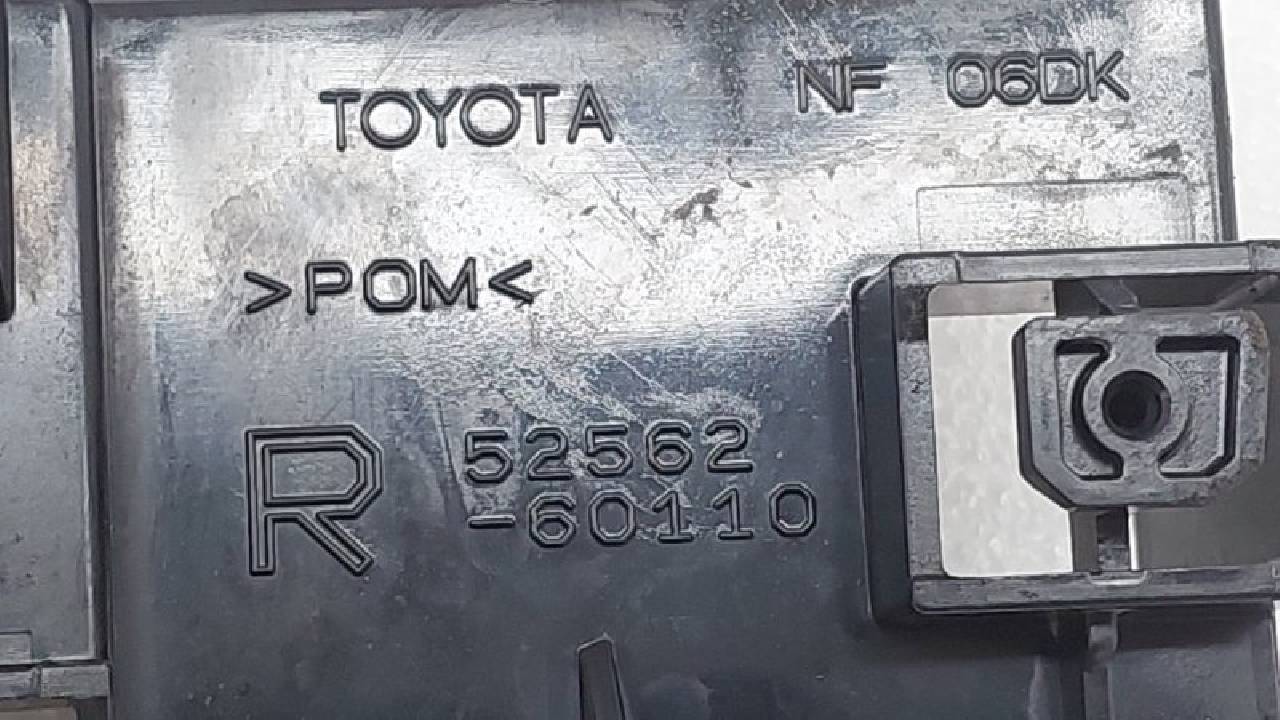 TOYOTA
NF 06DK
>POM<
R 52562
-60110